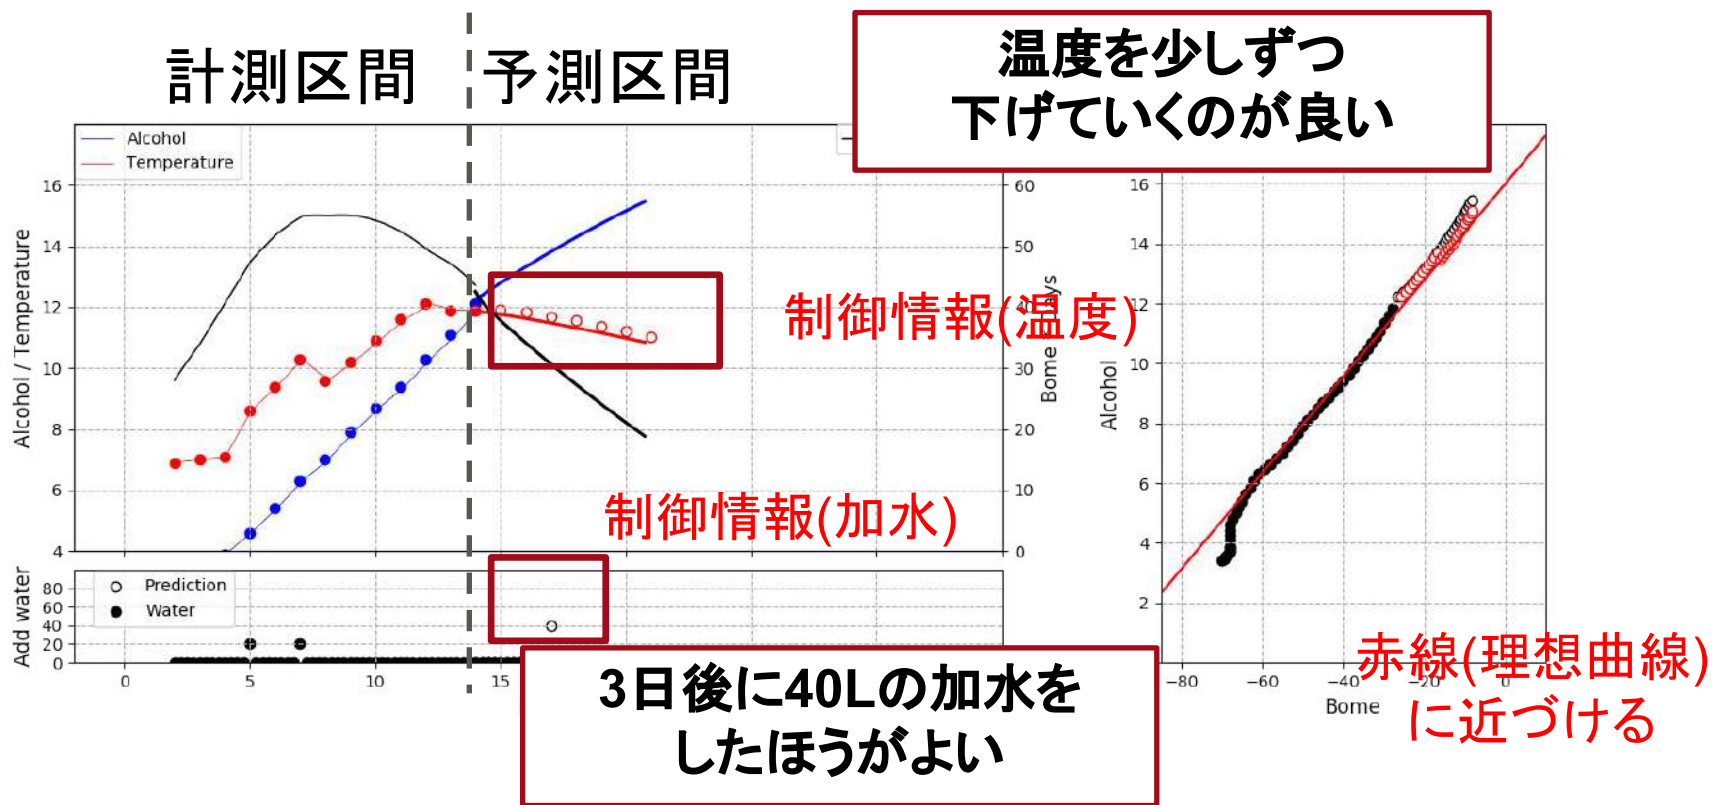 計測区間
予測区間
温度を少しずつ
下げていくのが良い
Alcohol
Temperature
16
14
12
10
8
6
4
Alcohol / Temperature
60
50
30
20
10
0
制御情報(温度)
制御情報(加水)
Prediction
Water
80
60
40
20
0
Add water
0
5
10
15
3日後に40Lの加水を
したほうがよい
16
14
12
10
8
6
4
2
Alcohol
−80
−60
−40
−20
0
Bome
赤線(理想曲線)
に近づける